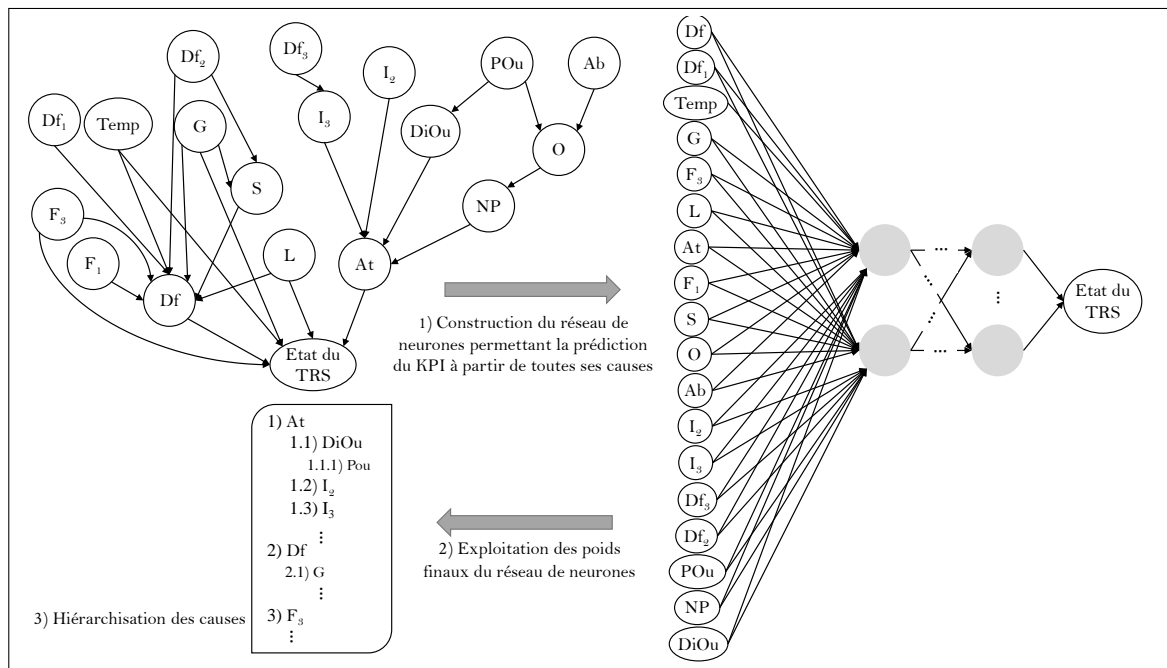 Df₂
Df₃
I₂
POu
Ab
Df₁
Temp
G
I₃
DiOu
O
S
NP
F₃
F₁
L
At
Df
Etat du
TRS
1) Construction du réseau de
neurones permettant la prédiction
du KPI à partir de toutes ses causes
Df
Df₁
Temp
G
F₃
L
At
F₁
S
O
Ab
I₂
I₃
Df₃
Df₂
POu
NP
DiOu
...
...
...
...
...
Etat du
TRS
2) Exploitation des poids
finaux du réseau de neurones
3) Hiérarchisation des causes
1) At
1.1) DiOu
1.1.1) Pou
1.2) I₂
1.3) I₃
⋮
2) Df
2.1) G
⋮
3) F₃
⋮